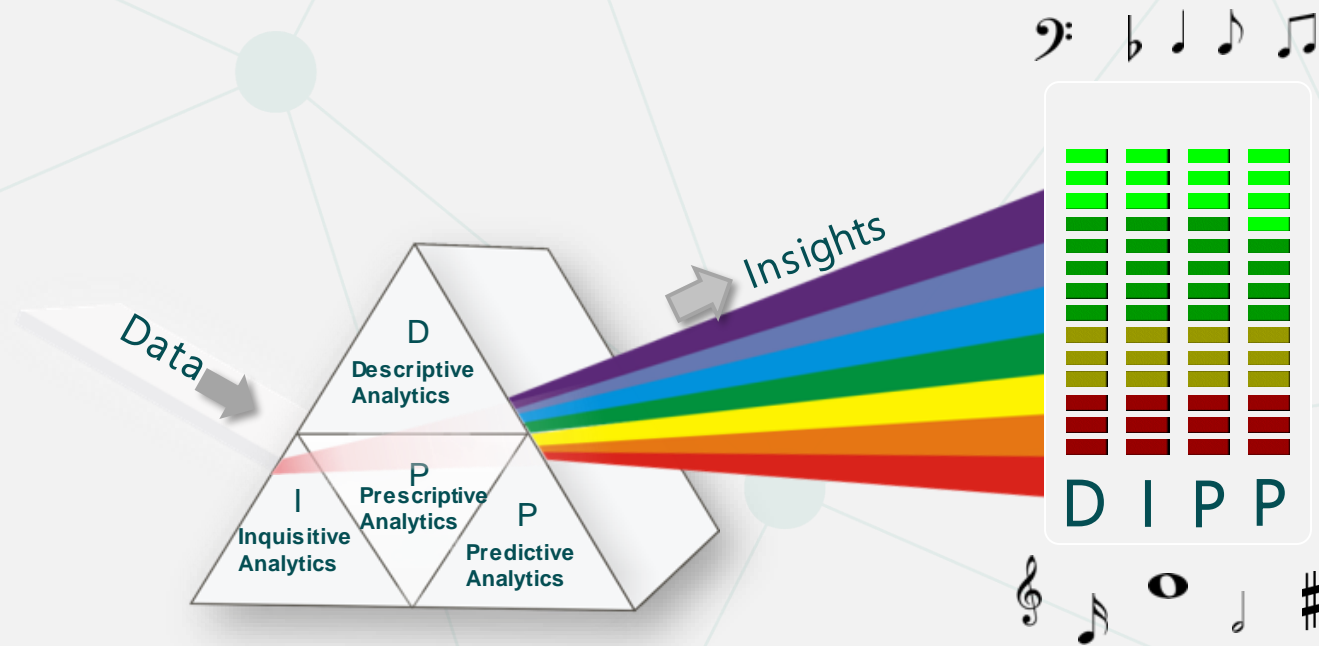 Data
Insights
D
Descriptive
Analytics
P
Prescriptive
Analytics
I
Inquisitive
Analytics
P
Predictive
Analytics
D I P P